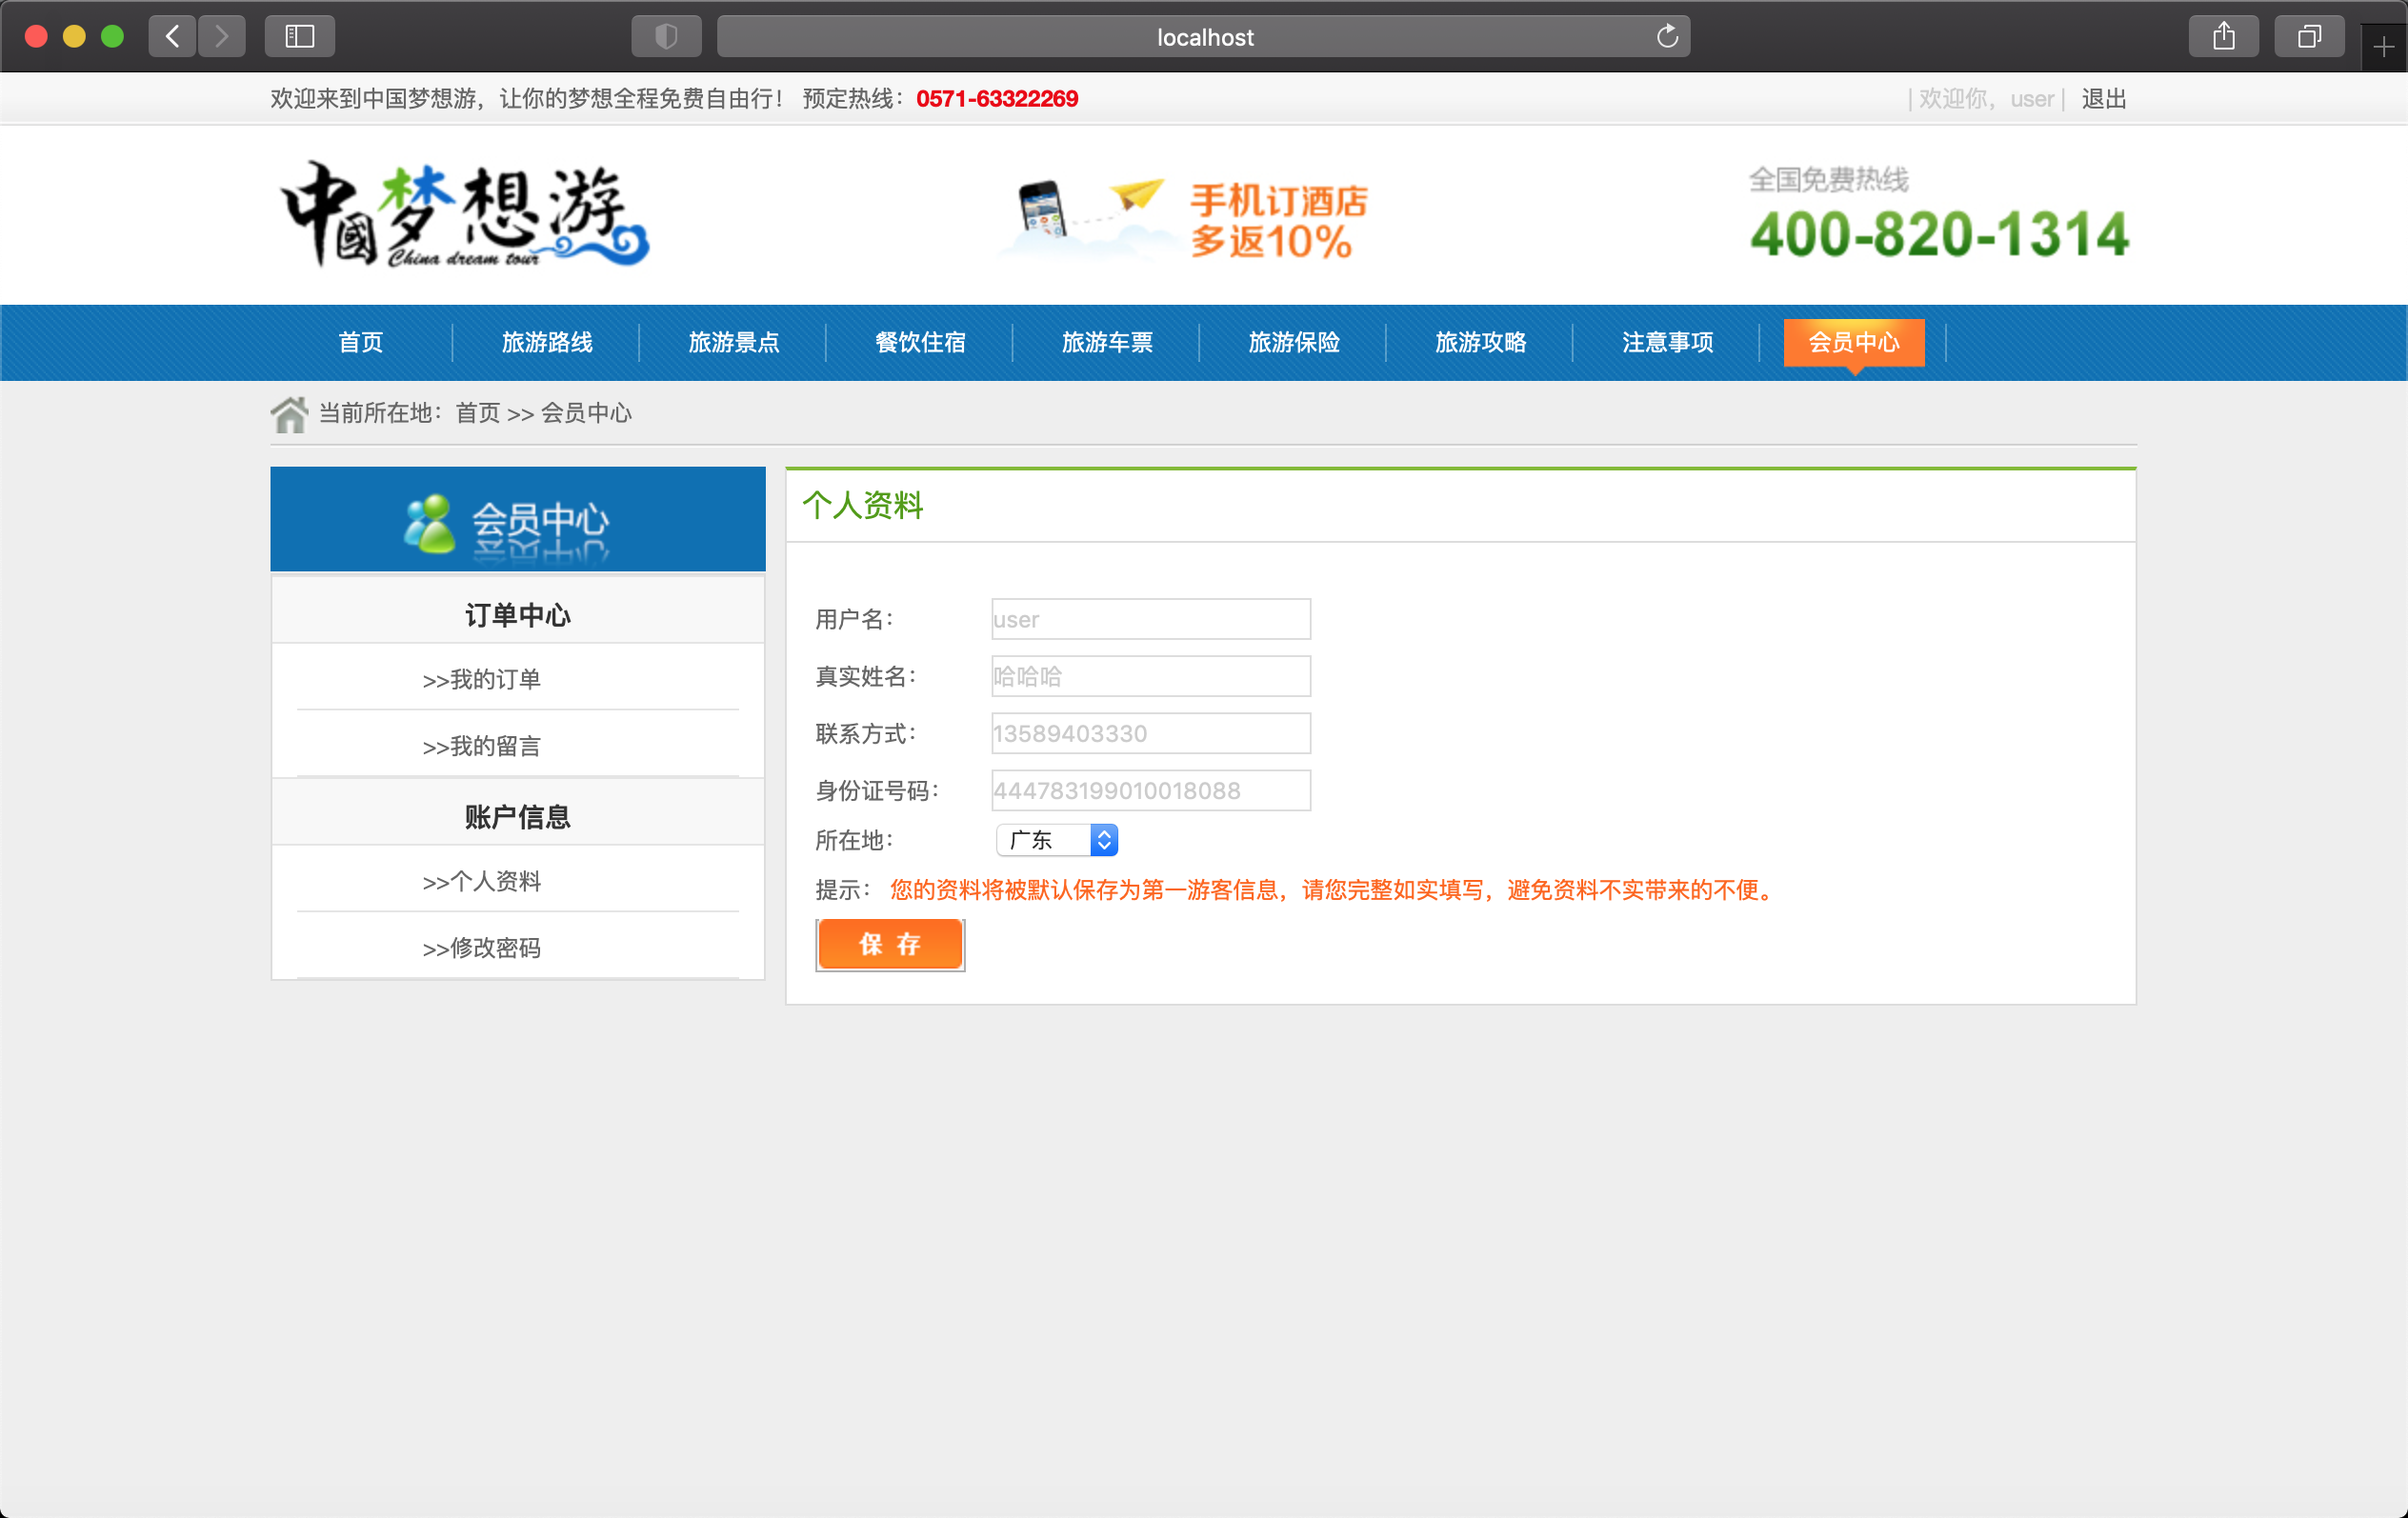 localhost
欢迎来到中国梦想游，让你的梦想全程免费自由行！ 预定热线：0571-63322269
| 欢迎你，user | 退出
中國梦想游
China dream tour
手机订酒店
多返10%
全国免费热线
400-820-1314
首页 旅游路线 旅游景点 餐饮住宿 旅游车票 旅游保险 旅游攻略 注意事项 会员中心
当前所在地：首页 >> 会员中心
会员中心
订单中心
>>我的订单
>>我的留言
账户信息
>>个人资料
>>修改密码
个人资料
用户名： user
真实姓名： 哈哈哈
联系方式： 13589403330
身份证号码： 444783199010018088
所在地： 广东
提示： 您的资料将被默认保存为第一游客信息，请您完整如实填写，避免资料不实带来的不便。
保 存